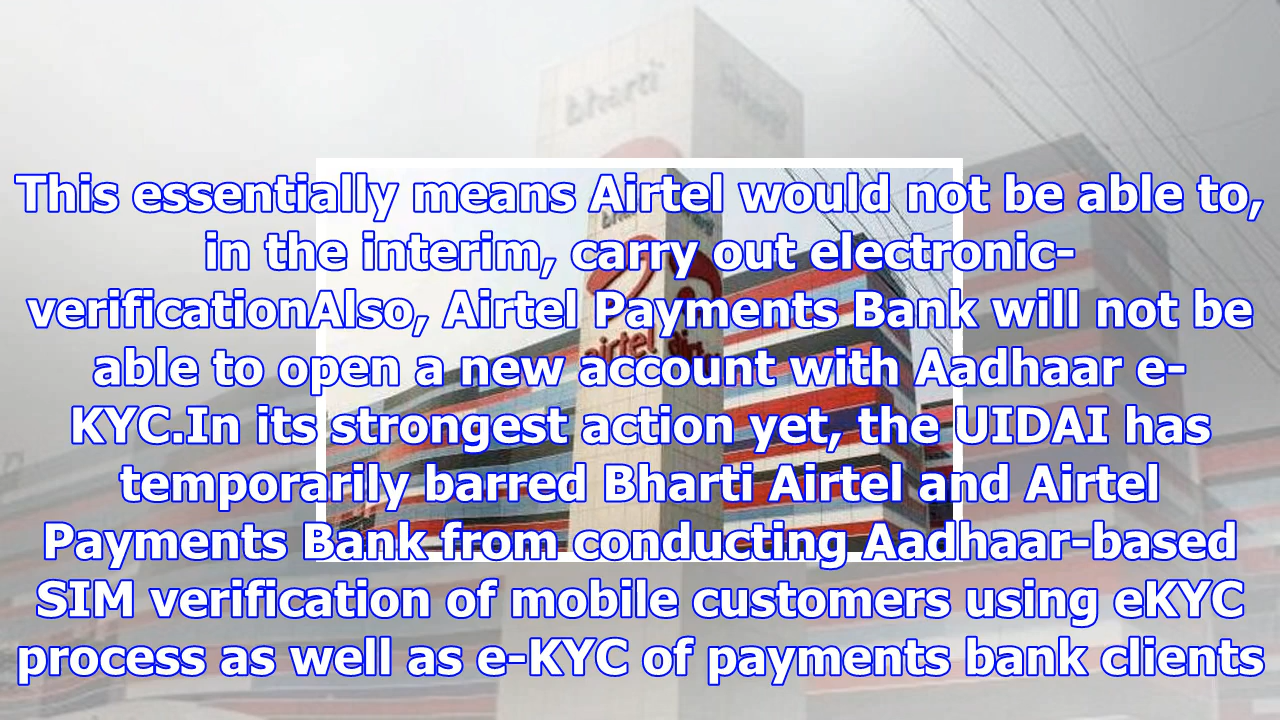 bharti
This essentially means Airtel would not be able to,
in the interim, carry out electronic-
verificationAlso, Airtel Payments Bank will not be
able to open a new account with Aadhaar e-
KYC.In its strongest action yet, the UIDAI has
temporarily barred Bharti Airtel and Airtel
Payments Bank from conducting Aadhaar-based
SIM verification of mobile customers using eKYC
process as well as e-KYC of payments bank clients
airtel